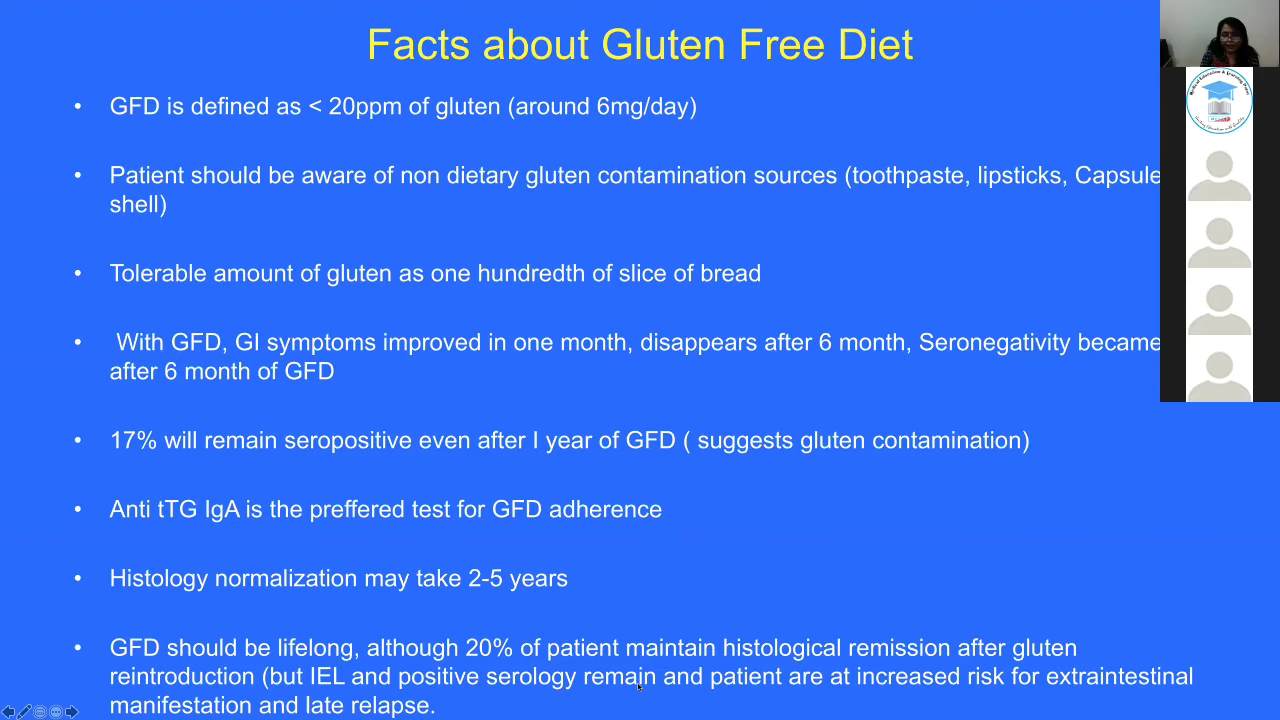 Facts about Gluten Free Diet
• GFD is defined as < 20ppm of gluten (around 6mg/day)
• Patient should be aware of non dietary gluten contamination sources (toothpaste, lipsticks, Capsule
shell)
• Tolerable amount of gluten as one hundredth of slice of bread
• With GFD, GI symptoms improved in one month, disappears after 6 month, Seronegativity became
after 6 month of GFD
• 17% will remain seropositive even after I year of GFD ( suggests gluten contamination)
• Anti tTG IgA is the preffered test for GFD adherence
• Histology normalization may take 2-5 years
• GFD should be lifelong, although 20% of patient maintain histological remission after gluten
reintroduction (but IEL and positive serology remain and patient are at increased risk for extraintestinal
manifestation and late relapse.